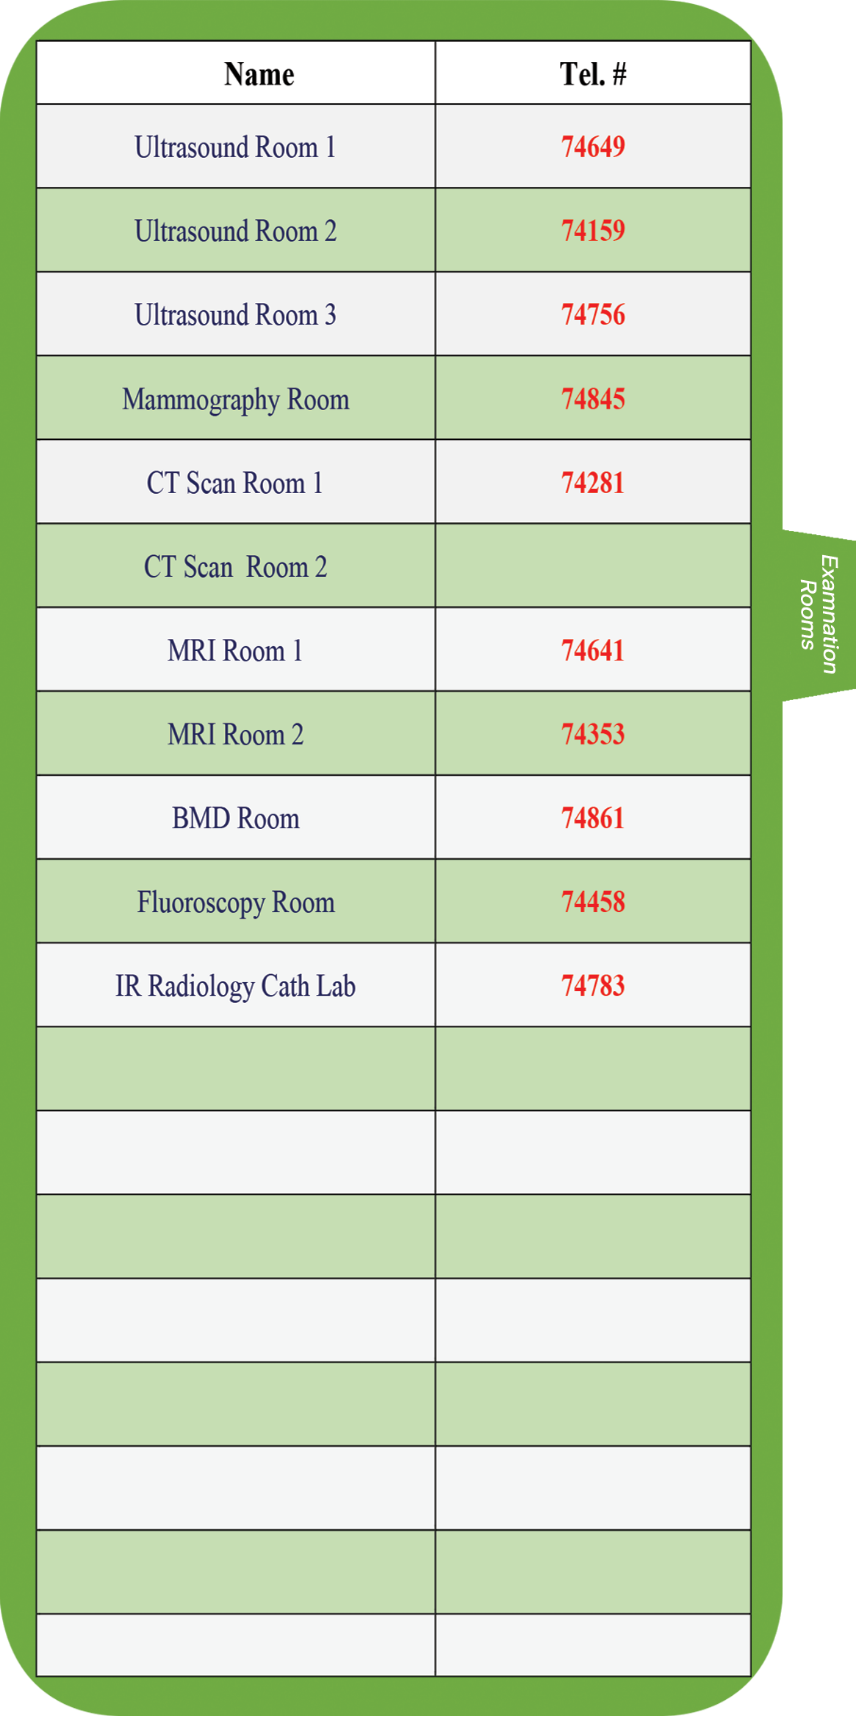 Name Tel. #
Ultrasound Room 1 74649
Ultrasound Room 2 74159
Ultrasound Room 3 74756
Mammography Room 74845
CT Scan Room 1 74281
CT Scan  Room 2
MRI Room 1 74641
MRI Room 2 74353
BMD Room 74861
Fluoroscopy Room 74458
IR Radiology Cath Lab 74783
Examnation
Rooms